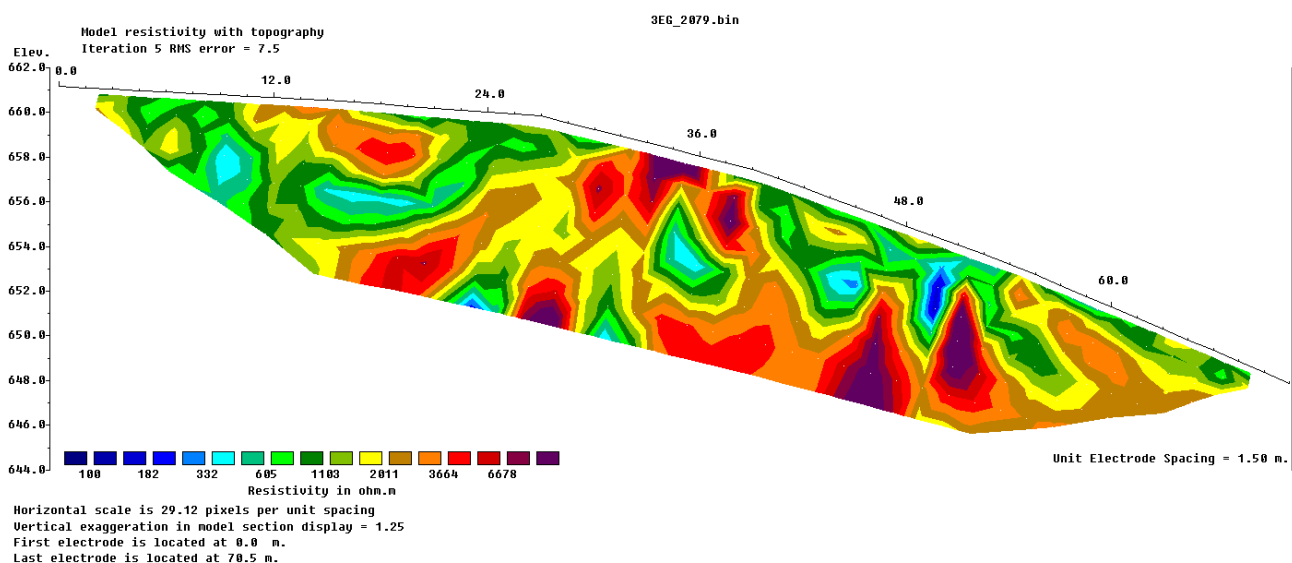 3EG_2079.bin
Model resistivity with topography
Iteration 5 RMS error = 7.5
Elev.
662.0
0.0
12.0
24.0
36.0
48.0
60.0
660.0
658.0
656.0
654.0
652.0
650.0
648.0
646.0
644.0
100 182 332 605 1103 2011 3664 6678
Resistivity in ohm.m
Unit Electrode Spacing = 1.50 m.
Horizontal scale is 29.12 pixels per unit spacing
Vertical exaggeration in model section display = 1.25
First electrode is located at 0.0 m.
Last electrode is located at 70.5 m.